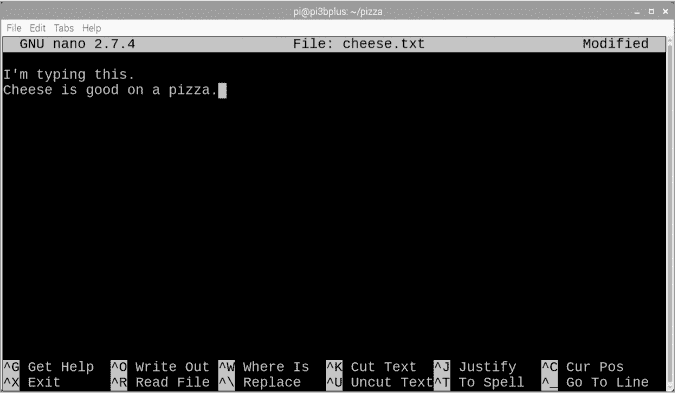 pi@pi3bplus: ~/pizza
File Edit Tabs Help
GNU nano 2.7.4 File: cheese.txt Modified
I'm typing this.
Cheese is good on a pizza.
^G Get Help ^O Write Out ^W Where Is ^K Cut Text ^J Justify ^C Cur Pos
^X Exit ^R Read File ^\ Replace ^U Uncut Text ^T To Spell ^_ Go To Line